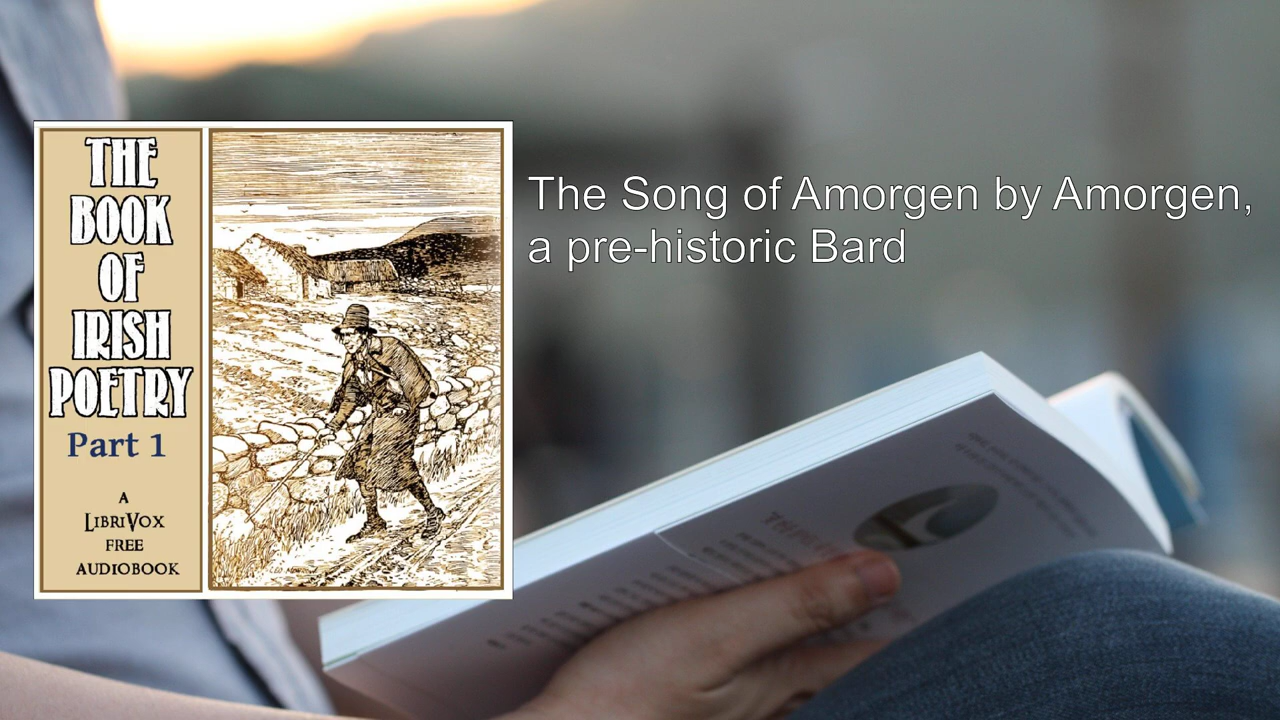 THE
BOOK
OF
IRISH
POETRY
Part 1
A
LIBRIVOX
FREE
AUDIOBOOK
The Song of Amorgen by Amorgen,
a pre-historic Bard